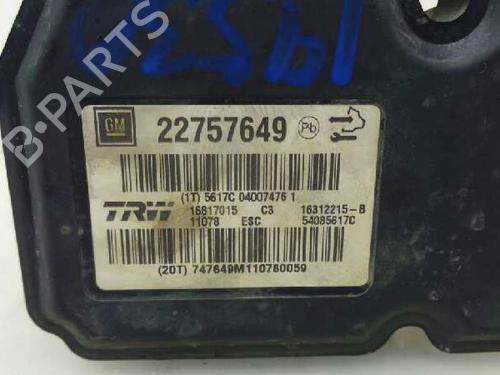 B-PARTS
GM 22757649 Pb
(1T) 5617C 04007476 1
TRW 16817015 C3 16312215-B
11078 ESC 54085617C
(20T) 747649M110780059